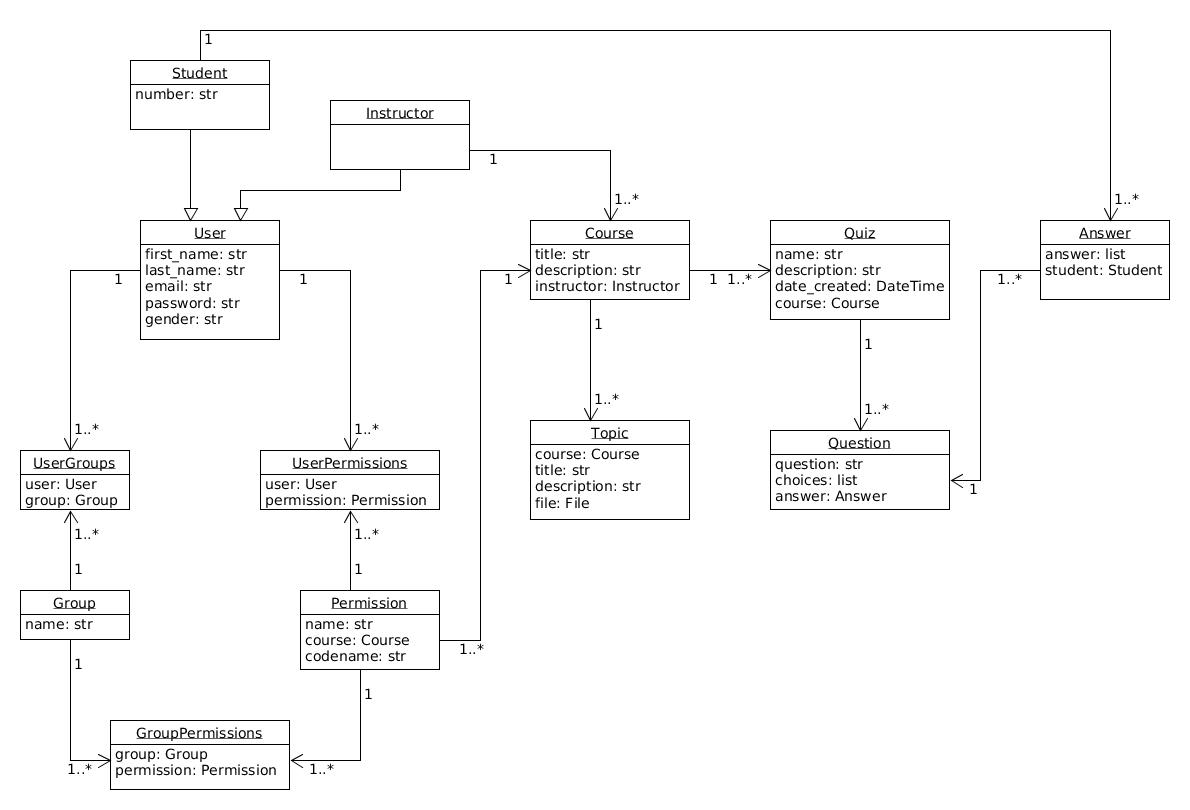 1
Student
number: str
Instructor
1
1..*
1..*
User
first_name: str
last_name: str
email: str
password: str
gender: str
1
1
Course
title: str
description: str
instructor: Instructor
1
1 1..*
Quiz
name: str
description: str
date_created: DateTime
course: Course
Answer
answer: list
student: Student
1..*
1
1
1..*
1..*
1..*
1..*
UserGroups
user: User
group: Group
UserPermissions
user: User
permission: Permission
Topic
course: Course
title: str
description: str
file: File
Question
question: str
choices: list
answer: Answer
1
1..*
1..*
1
1
Group
name: str
Permission
name: str
course: Course
codename: str
1..*
1
1
GroupPermissions
group: Group
permission: Permission
1..*
1..*